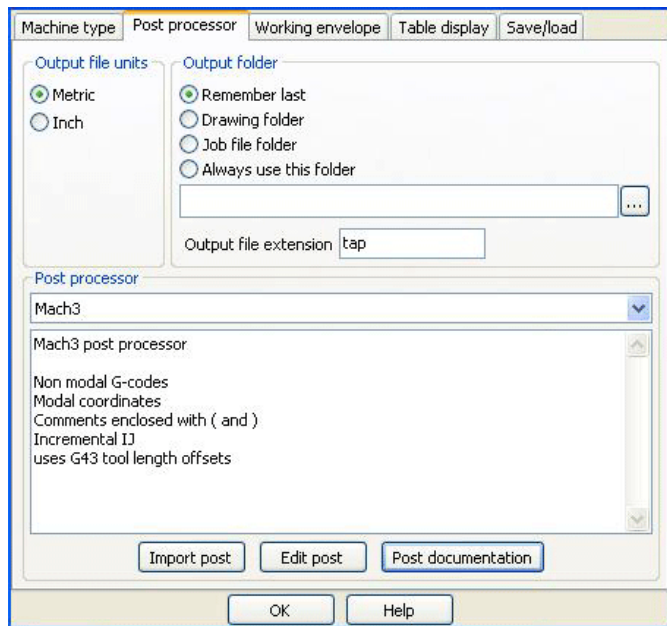 Machine type Post processor Working envelope Table display Save/load
Output file units
Metric
Inch
Output folder
Remember last
Drawing folder
Job file folder
Always use this folder
...
Output file extension tap
Post processor
Mach3
Mach3 post processor
Non modal G-codes
Modal coordinates
Comments enclosed with ( and )
Incremental IJ
uses G43 tool length offsets
Import post Edit post Post documentation
OK Help